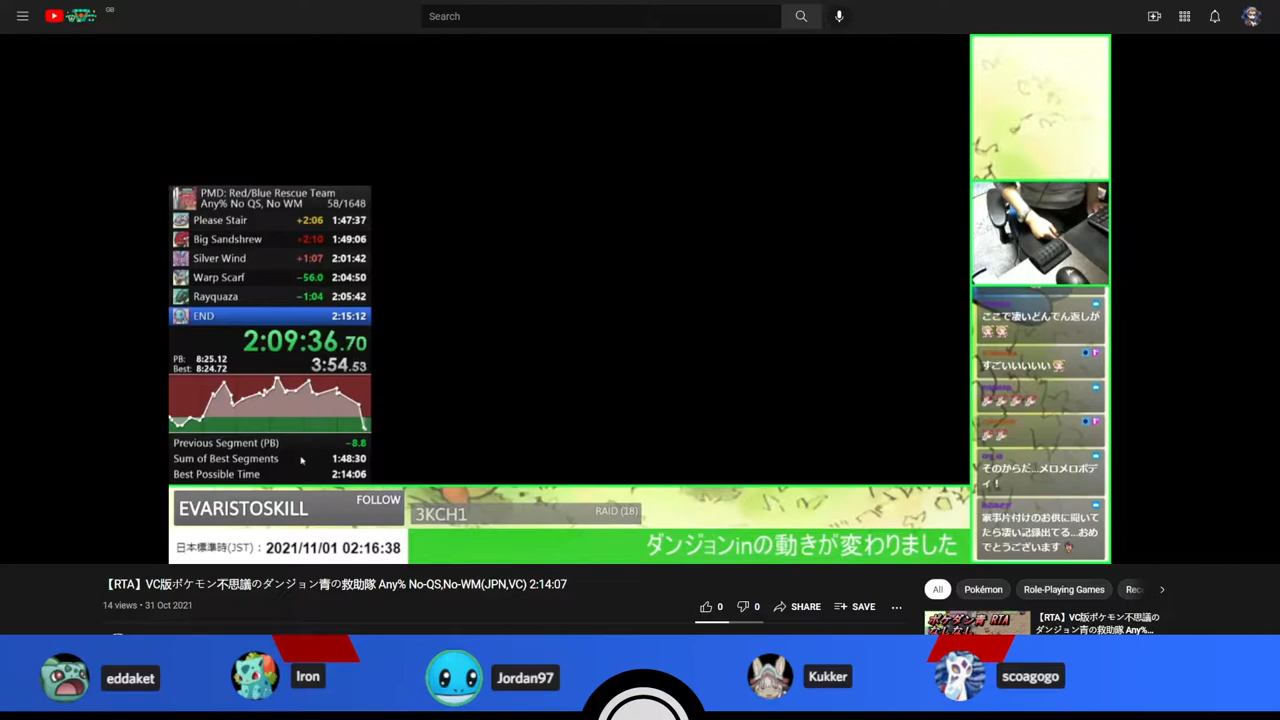 GB
Search
PMD: Red/Blue Rescue Team
Any% No QS, No WM 58/1648
Please Stair +2:06 1:47:37
Big Sandshrew +2:10 1:49:06
Silver Wind +1:07 2:01:42
Warp Scarf −56.0 2:04:50
Rayquaza −1:04 2:05:42
END 2:15:12
2:09:36.70
PB: 8:25.12
Best: 8:24.72
3:54.53
Previous Segment (PB) −8.8
Sum of Best Segments 1:48:30
Best Possible Time 2:14:06
ここで凄いどんでん返しが
すごいいいいい
そのからだ…メロメロボデ
ィ！
家事片付けのお供に聞いて
たら凄い記録出てる…おめ
でとうございます
EVARISTOSKILL FOLLOW
3KCH1 RAID (18)
日本標準時(JST)： 2021/11/01 02:16:38
ダンジョンinの動きが変わりました
【RTA】VC版ポケモン不思議のダンジョン青の救助隊 Any% No-QS,No-WM(JPN,VC) 2:14:07
14 views • 31 Oct 2021
0 0 SHARE SAVE
All Pokémon Role-Playing Games Rec
ポケダン青 RTA
【RTA】VC版ポケモン不思議の
ダンジョン青の救助隊 Any%...
eddaket
Iron
Jordan97
Kukker
scoagogo